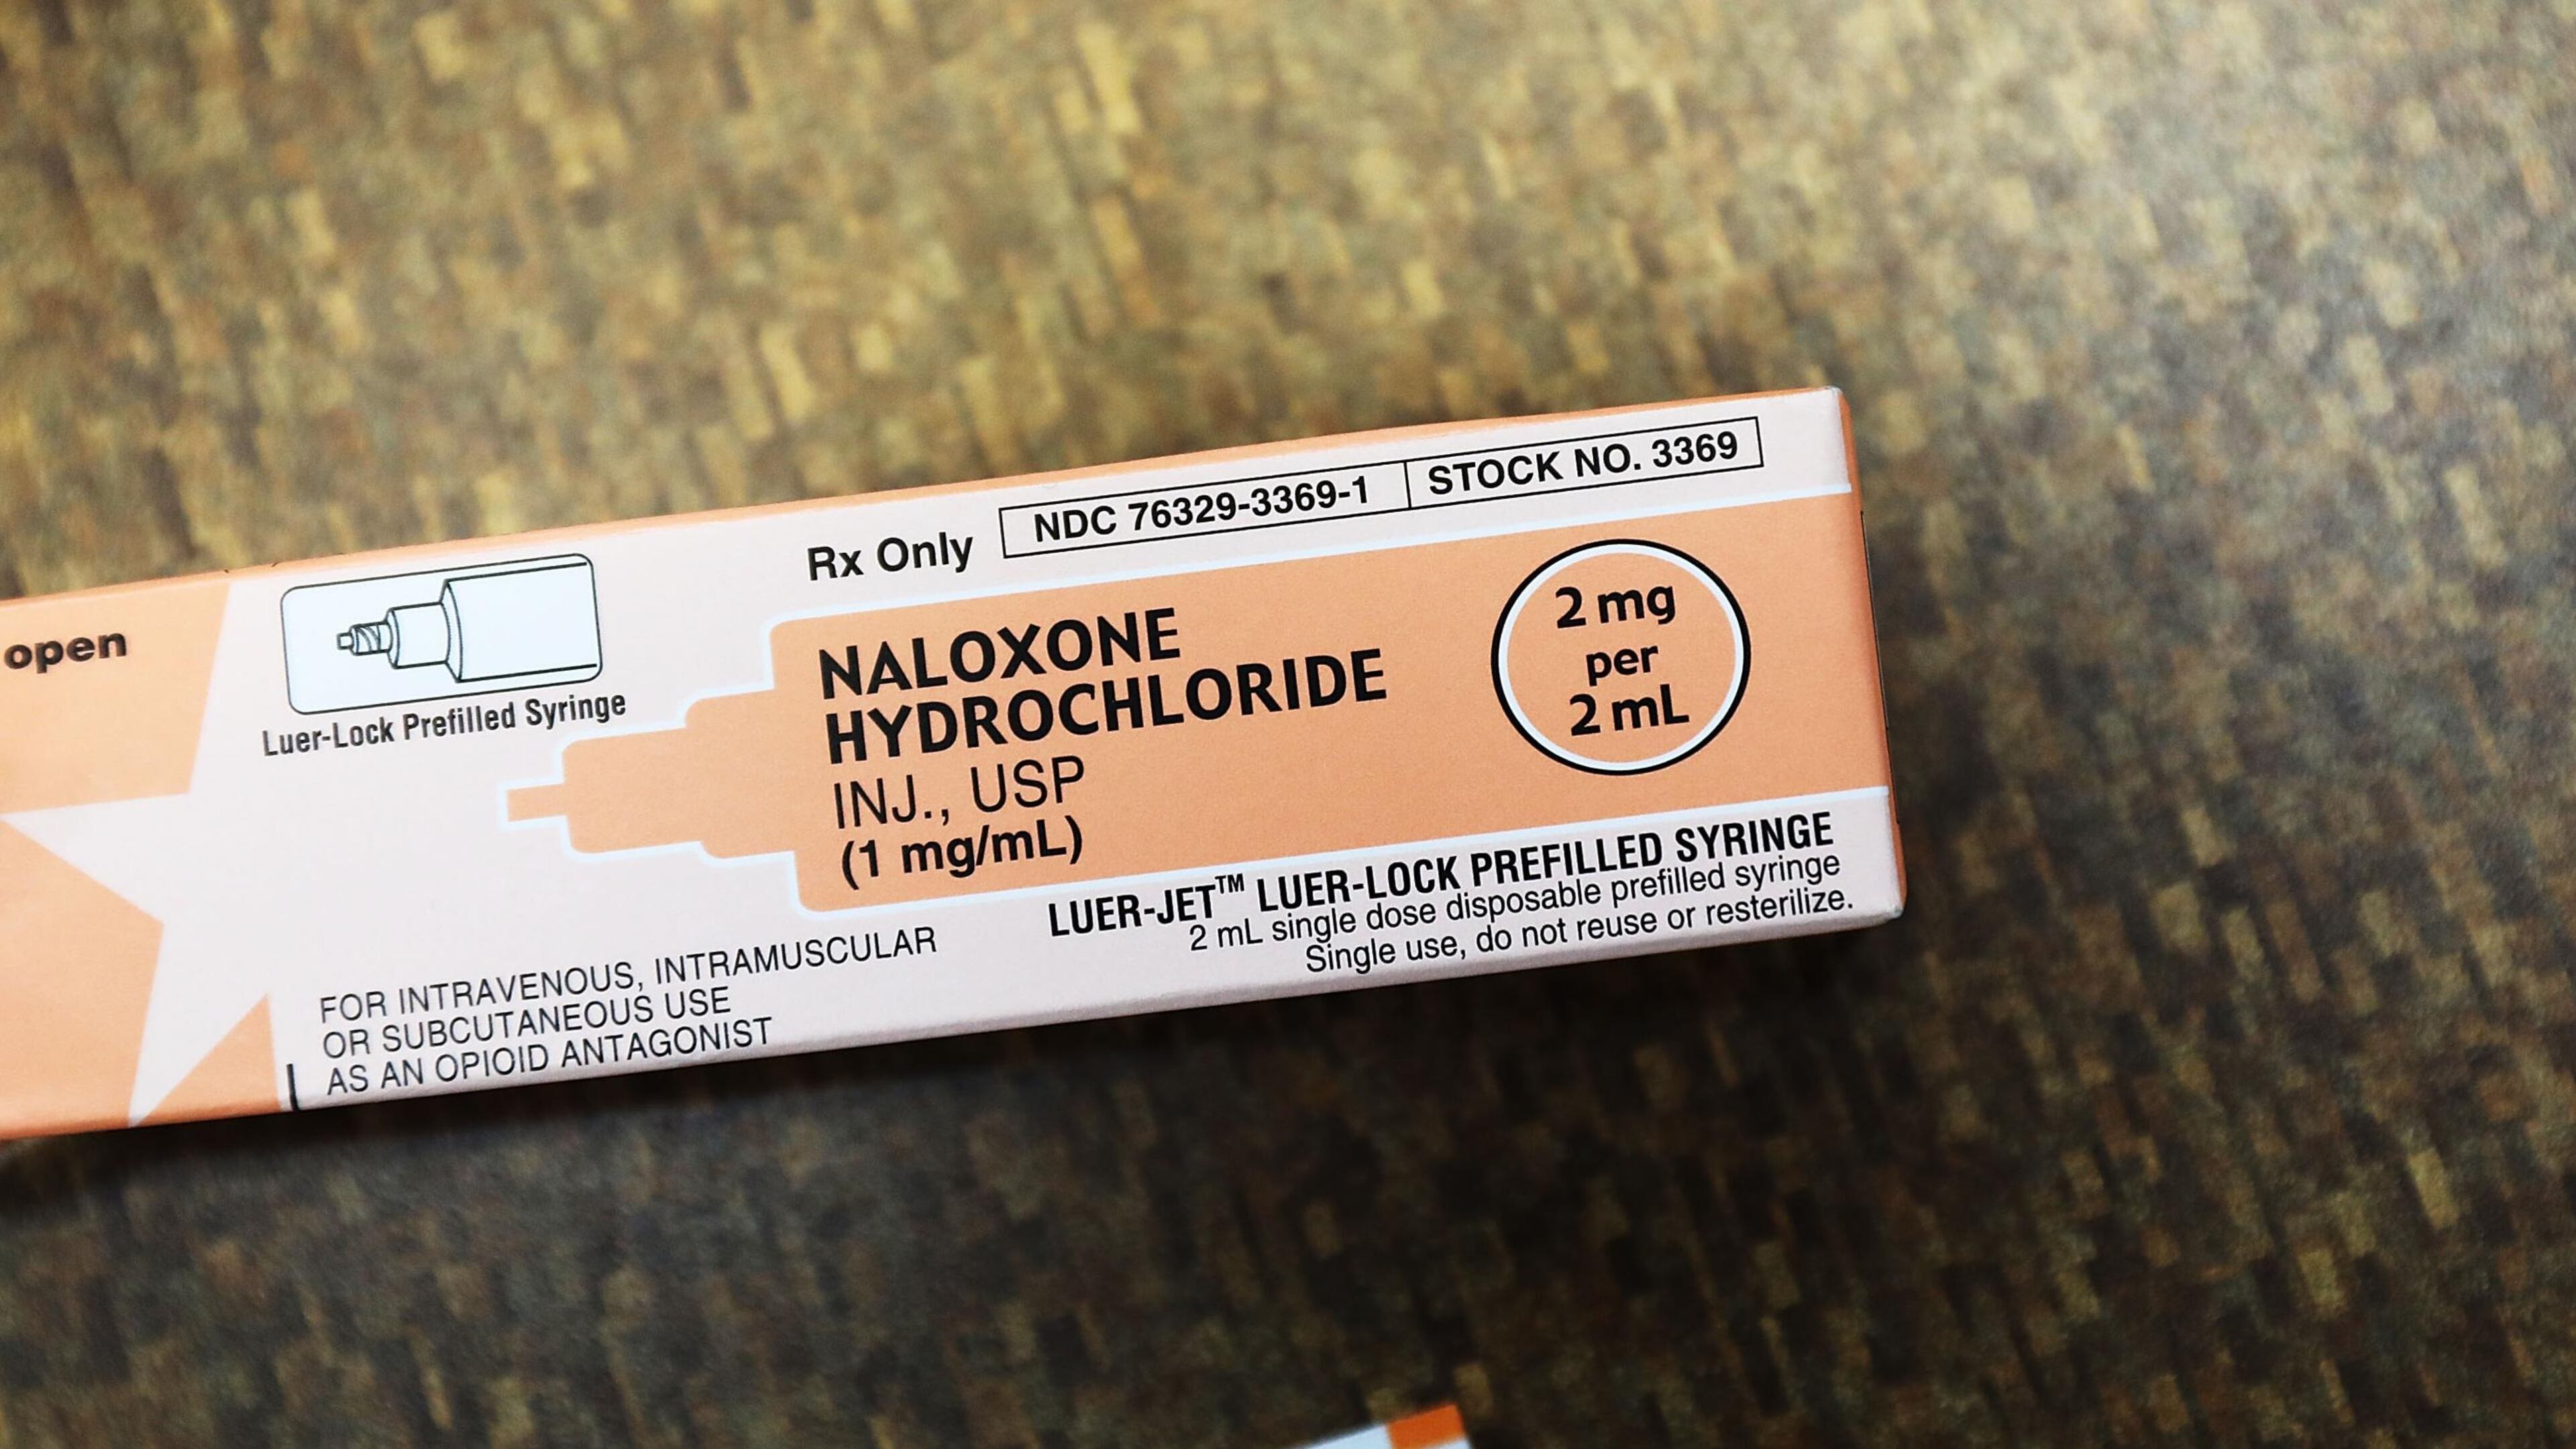 open
Luer-Lock Prefilled Syringe
Rx Only
NDC 76329-3369-1 STOCK NO. 3369
NALOXONE
HYDROCHLORIDE
INJ., USP
(1 mg/mL)
2 mg
per
2 mL
LUER-JET™ LUER-LOCK PREFILLED SYRINGE
2 mL single dose disposable prefilled syringe
Single use, do not reuse or resterilize.
FOR INTRAVENOUS, INTRAMUSCULAR
OR SUBCUTANEOUS USE
AS AN OPIOID ANTAGONIST